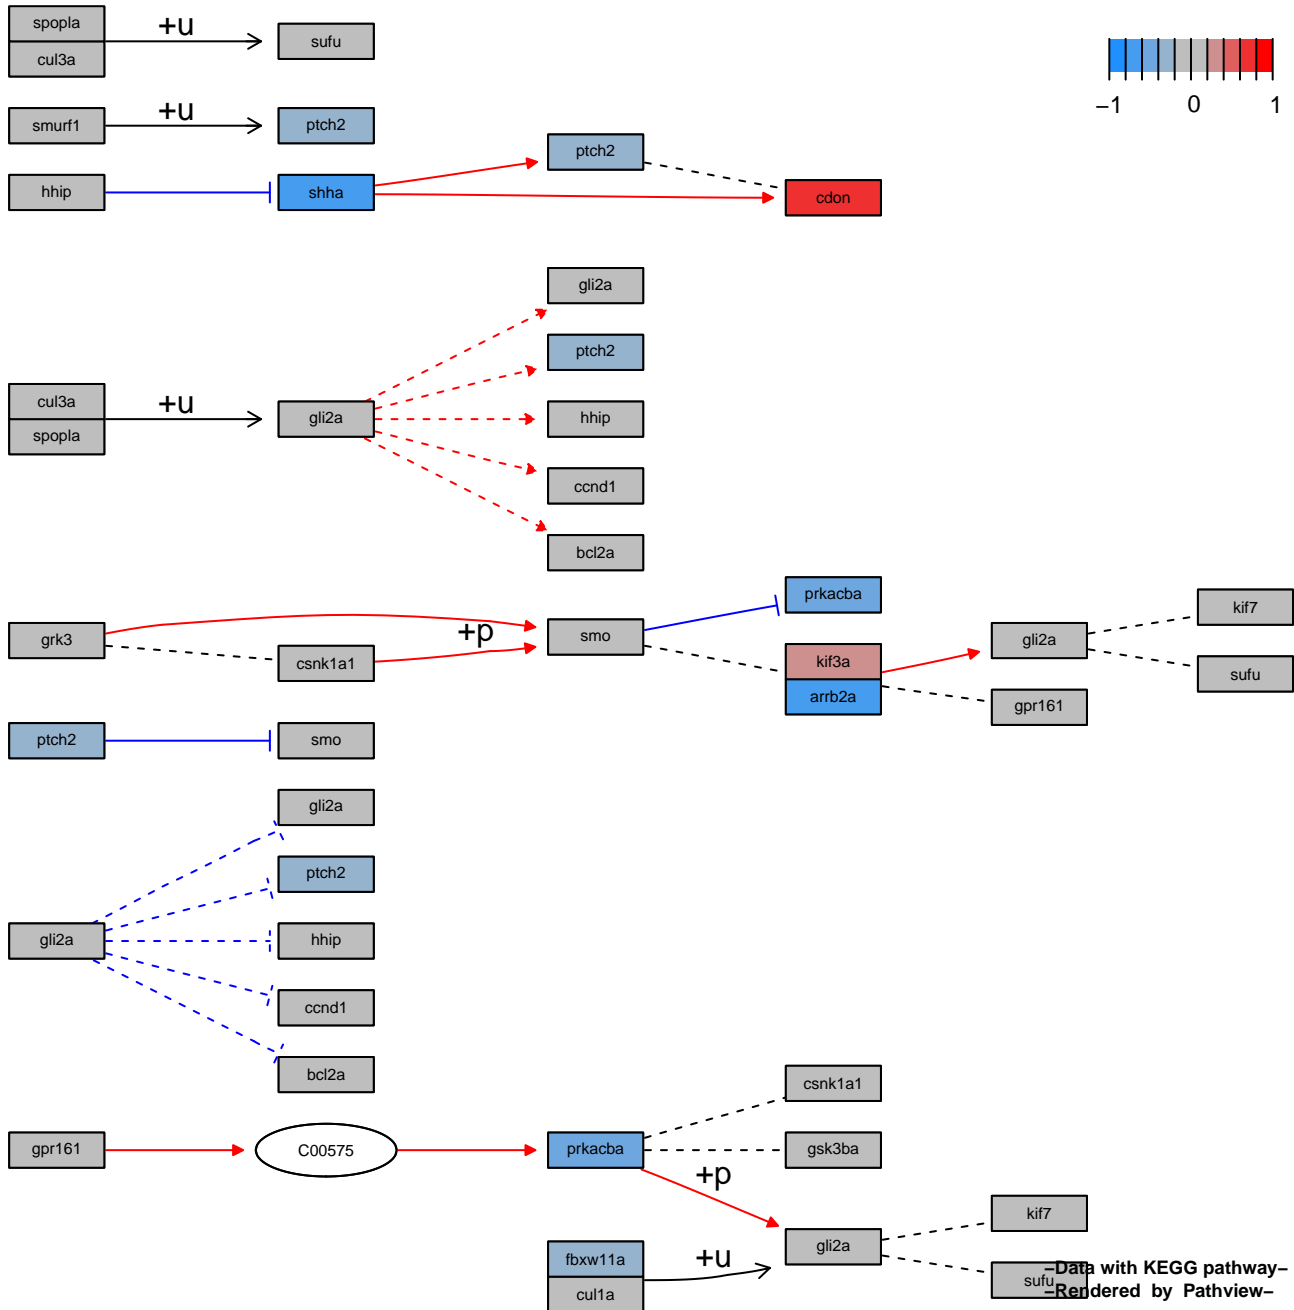 spopla
+u
sufu
cul3a
−1
0
1
smurf1
+u
ptch2
ptch2
hhip
shha
cdon
gli2a
ptch2
cul3a
+u
gli2a
hhip
spopla
ccnd1
bcl2a
prkacba
kif7
grk3
+p
smo
gli2a
csnk1a1
kif3a
sufu
arrb2a
gpr161
ptch2
smo
gli2a
ptch2
gli2a
hhip
ccnd1
bcl2a
csnk1a1
gpr161
C00575
prkacba
gsk3ba
+p
kif7
gli2a
fbxw11a
+u
cul1a
sufu
−Data with KEGG pathway−
−Rendered by Pathview−